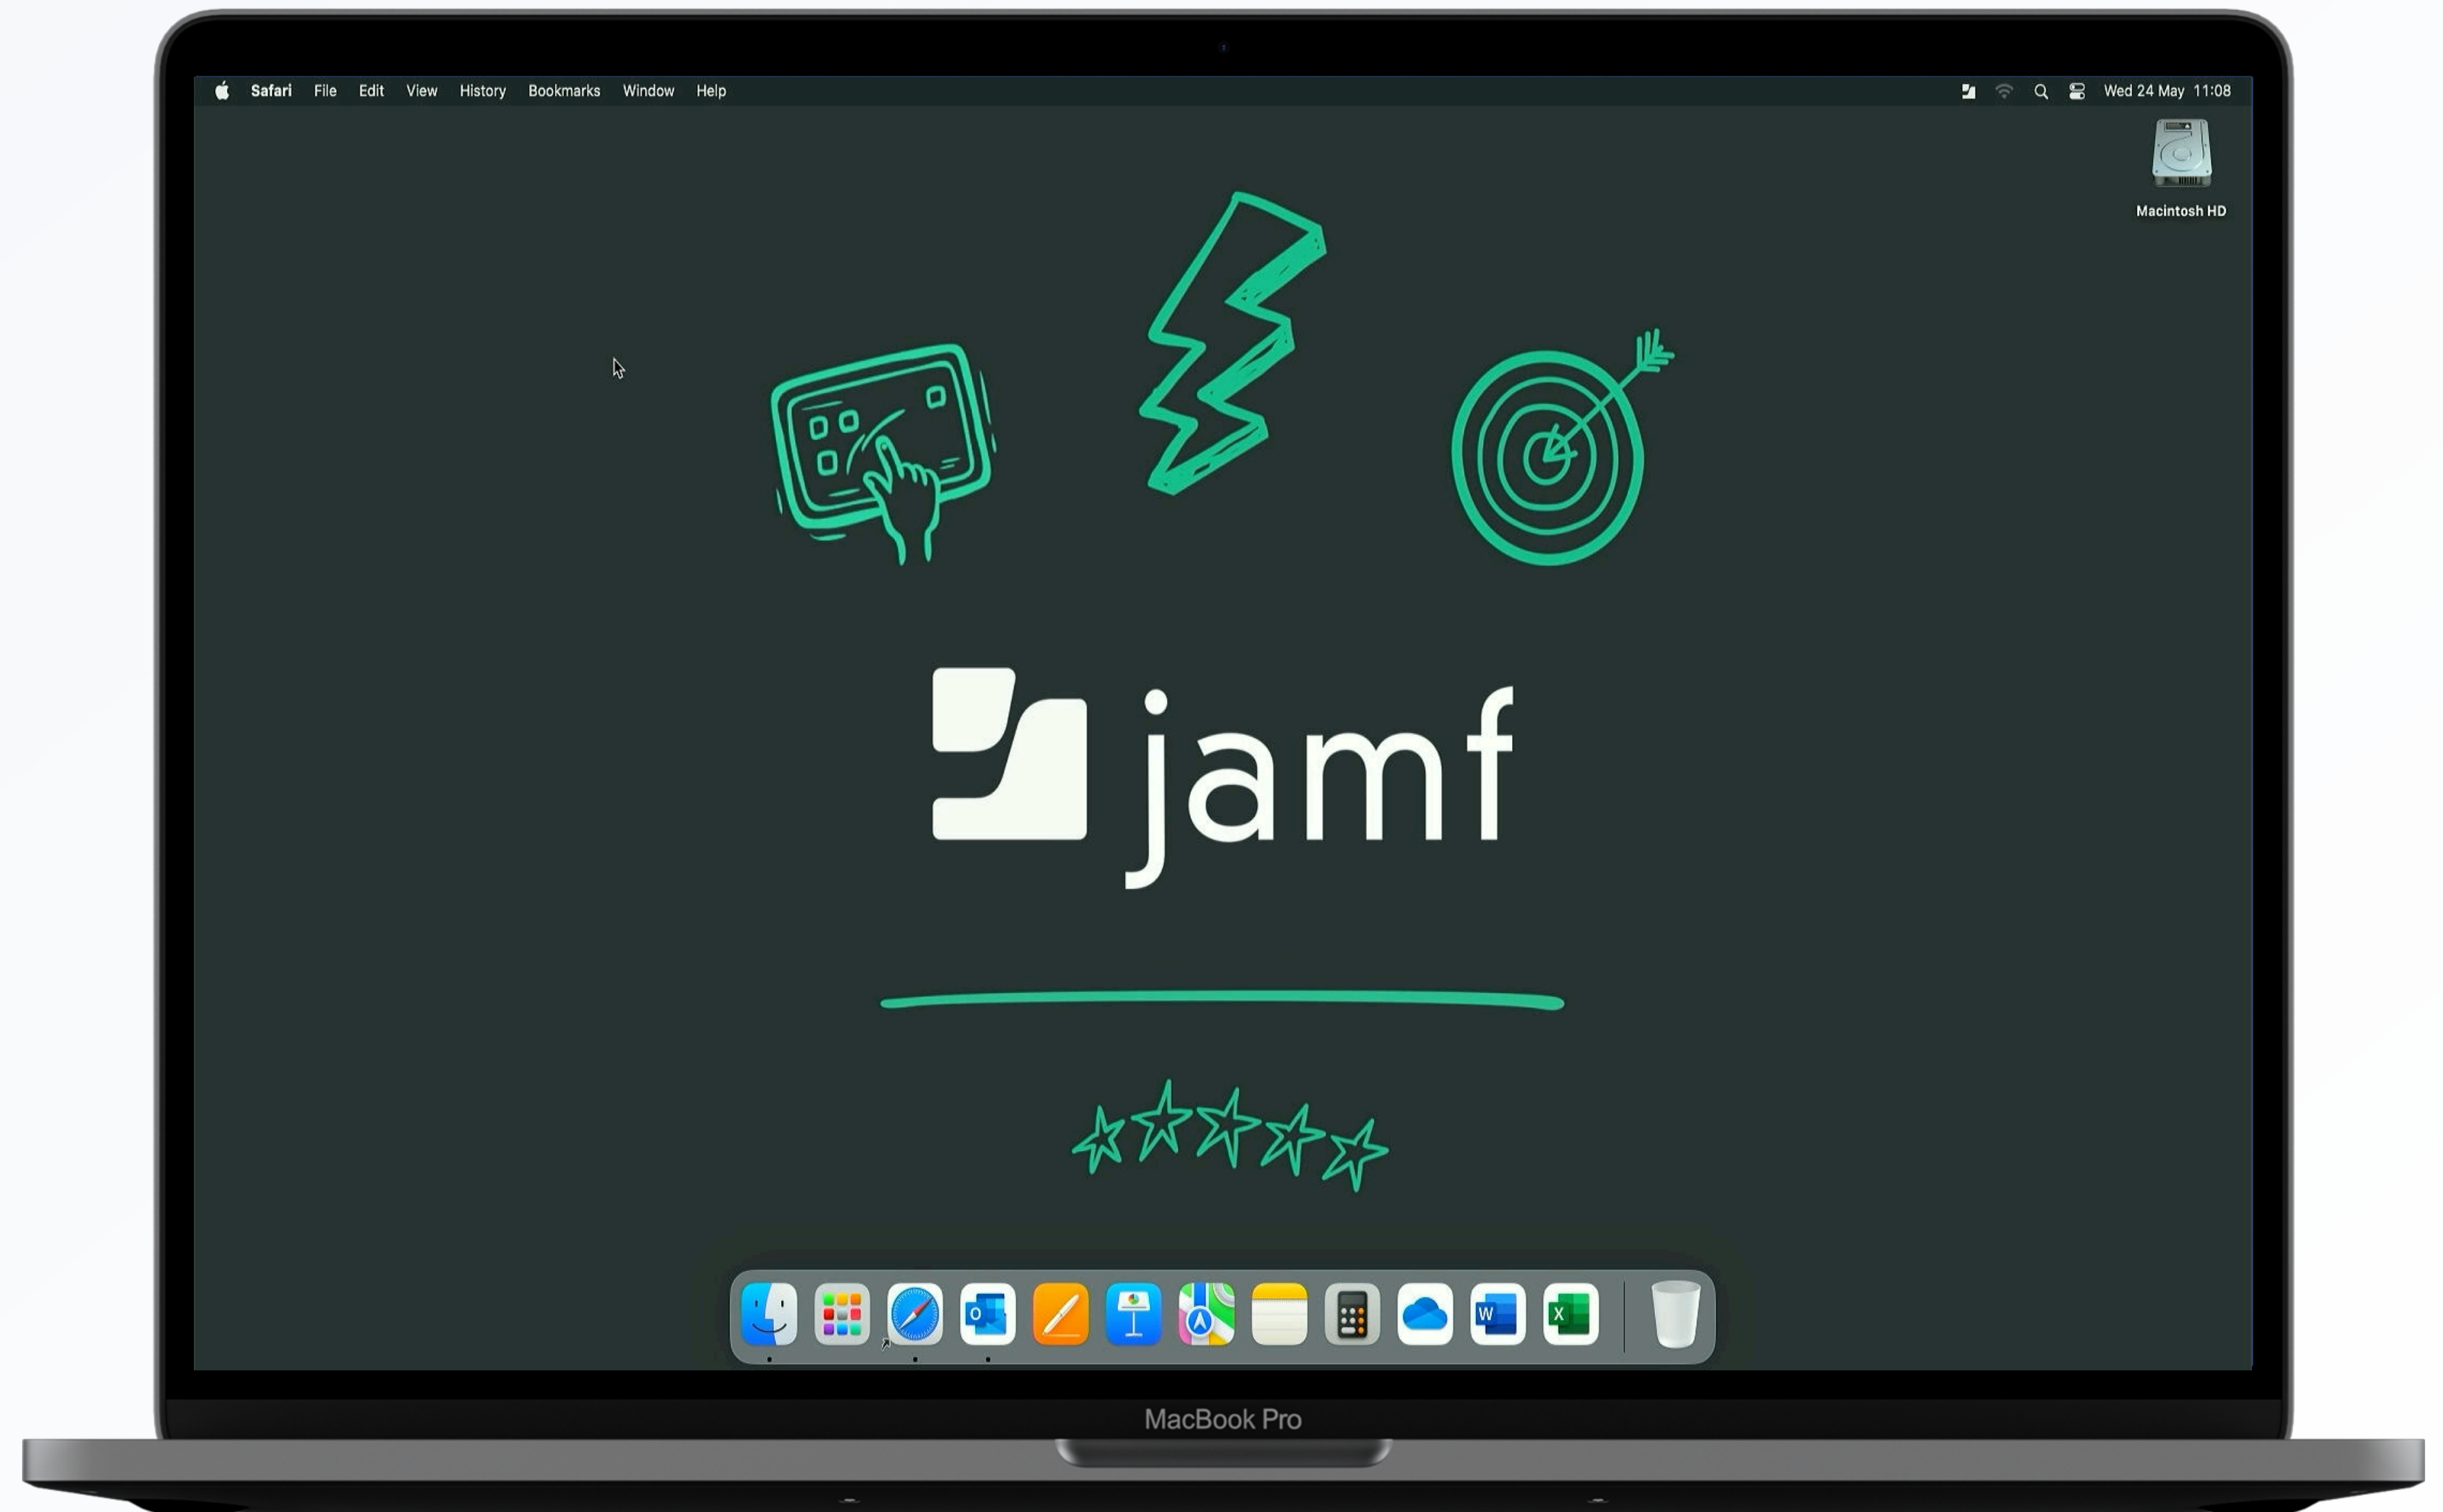 Safari File Edit View History Bookmarks Window Help Wed 24 May 11:08
Macintosh HD
jamf
O W X
MacBook Pro